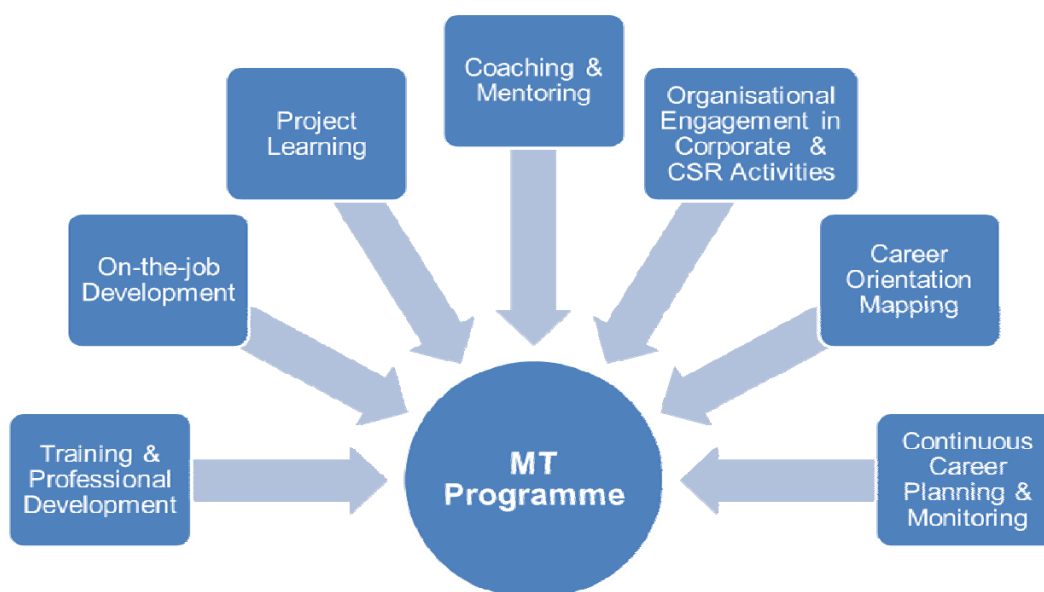 Coaching &
Mentoring
Project
Learning
Organisational
Engagement in
Corporate &
CSR Activities
On-the-job
Development
Career
Orientation
Mapping
Training &
Professional
Development
MT
Programme
Continuous
Career
Planning &
Monitoring